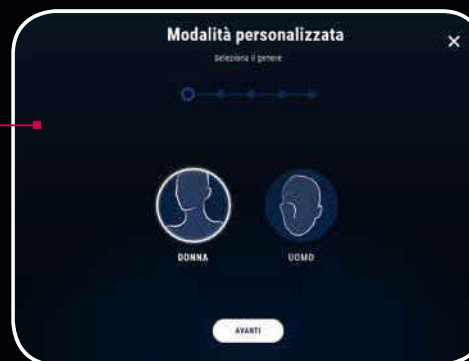 Modalità personalizzata
Seleziona il genere
DONNA
UOMO
AVANTI